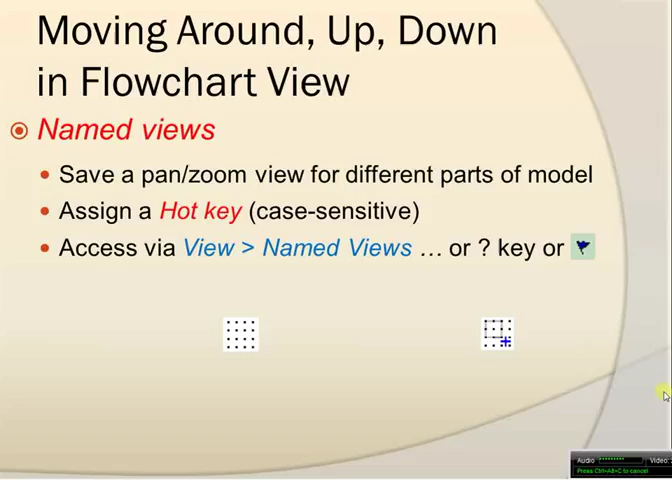 Moving Around, Up, Down
in Flowchart View
Named views
Save a pan/zoom view for different parts of model
Assign a Hot key (case-sensitive)
Access via View > Named Views … or ? key or
Audio Video:
Press Ctrl+Alt+C to cancel